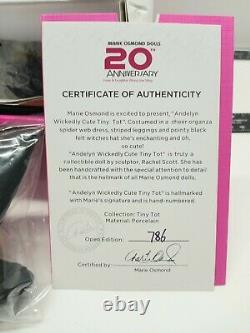 MARIE OSMOND DOLLS
20TH
ANNIVERSARY
CERTIFICATE OF AUTHENTICITY
Marie Osmond is excited to present, "Andelyn
Wickedly Cute Tiny Tot". Costumed in a sheer organza
spider web dress, striped leggings and pointy black
felt witches that she's enchanting and oh,
so cute!
"Andelyn Wickedly Cute Tiny Tot" is truly a
collectible doll by sculptor, Rachel Scott. She has
been handcrafted with the special attention to detail
that is the hallmark of all Marie Osmond dolls.
"Andelyn Wickedly Cute Tiny Tot" is hallmarked
with Marie's signature and is hand-numbered.
Collection: Tiny Tot
Material: Porcelain
Open Edition: 786
Certified by
Marie Osmond